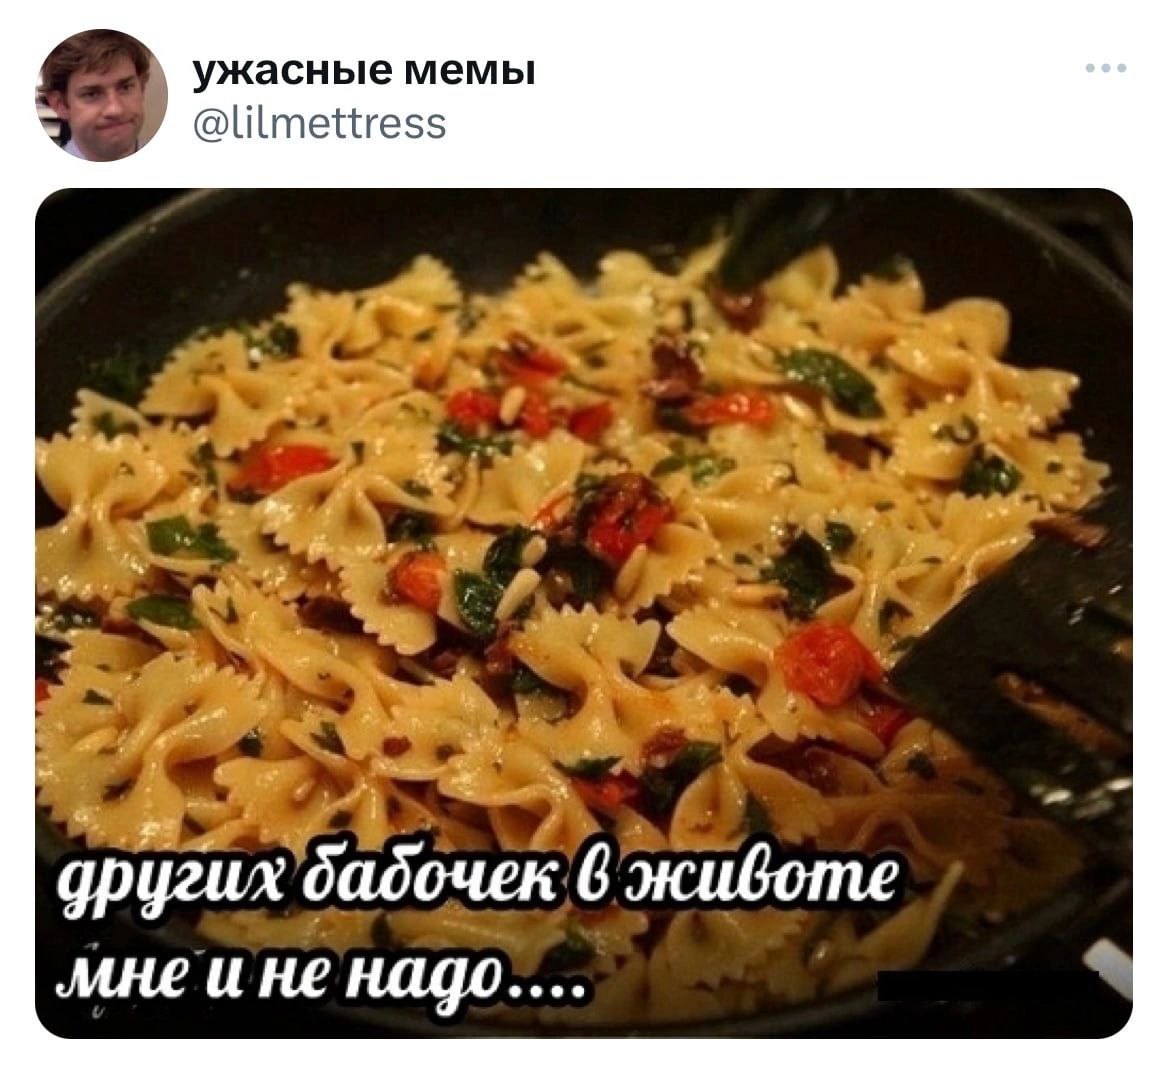 ужасные мемы
@lilmettress
других бабочек в животе
мне и не надо....